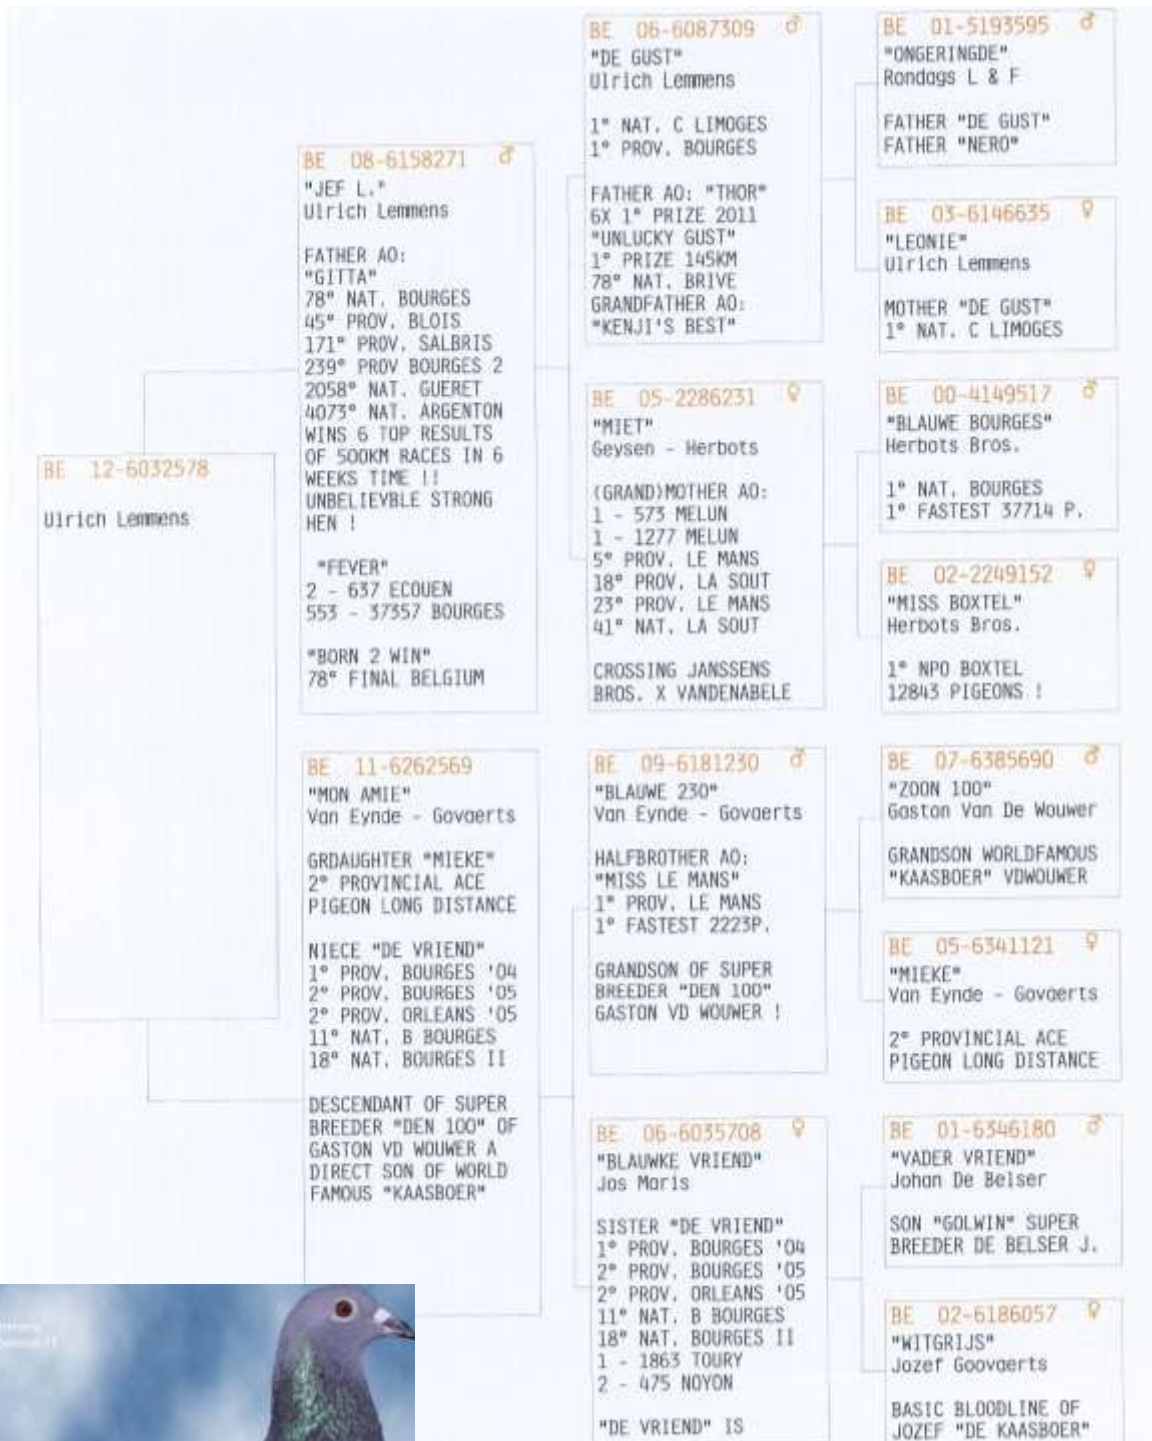 BE 12-6032578
Ulrich Lemmens
BE 08-6158271 ♂
"JEF L."
Ulrich Lemmens
FATHER AO:
"GITTA"
78° NAT. BOURGES
45° PROV. BLOIS
171° PROV. SALBRIS
239° PROV BOURGES 2
2058° NAT. GUERET
4073° NAT. ARGENTON
WINS 6 TOP RESULTS
OF 500KM RACES IN 6
WEEKS TIME !!
UNBELIEVBLE STRONG
HEN !
"FEVER"
2 - 637 ECOUEN
553 - 37357 BOURGES
"BORN 2 WIN"
78° FINAL BELGIUM
BE 11-6262569
"MON AMIE"
Van Eynde - Govaerts
GRDAUGHTER "MIEKE"
2° PROVINCIAL ACE
PIGEON LONG DISTANCE
NIECE "DE VRIEND"
1° PROV. BOURGES '04
2° PROV. BOURGES '05
2° PROV. ORLEANS '05
11° NAT. B BOURGES
18° NAT. BOURGES II
DESCENDANT OF SUPER
BREEDER "DEN 100" OF
GASTON VD WOUWER A
DIRECT SON OF WORLD
FAMOUS "KAASBOER"
BE 06-6087309 ♂
"DE GUST"
Ulrich Lemmens
1° NAT. C LIMOGES
1° PROV. BOURGES
FATHER AO: "THOR"
6X 1° PRIZE 2011
"UNLUCKY GUST"
1° PRIZE 145KM
78° NAT. BRIVE
GRANDFATHER AO:
"KENJI'S BEST"
BE 05-2286231 ♀
"MIET"
Geysen - Herbots
(GRAND)MOTHER AO:
1 - 573 MELUN
1 - 1277 MELUN
5° PROV. LE MANS
18° PROV. LA SOUT
23° PROV. LE MANS
41° NAT. LA SOUT
CROSSING JANSSENS
BROS. X VANDENABELE
BE 09-6181230 ♂
"BLAUWE 230"
Van Eynde - Govaerts
HALFBROTHER AO:
"MISS LE MANS"
1° PROV. LE MANS
1° FASTEST 2223P.
GRANDSON OF SUPER
BREEDER "DEN 100"
GASTON VD WOUWER !
BE 06-6035708 ♀
"BLAUWKE VRIEND"
Jos Maris
SISTER "DE VRIEND"
1° PROV. BOURGES '04
2° PROV. BOURGES '05
2° PROV. ORLEANS '05
11° NAT. B BOURGES
18° NAT. BOURGES II
1 - 1863 TOURY
2 - 475 NOYON
"DE VRIEND" IS
BE 01-5193595 ♂
"ONGERINGDE"
Rondags L & F
FATHER "DE GUST"
FATHER "NERO"
BE 03-6146635 ♀
"LEONIE"
Ulrich Lemmens
MOTHER "DE GUST"
1° NAT. C LIMOGES
BE 00-4149517 ♂
"BLAUWE BOURGES"
Herbots Bros.
1° NAT. BOURGES
1° FASTEST 37714 P.
BE 02-2249152 ♀
"MISS BOXTEL"
Herbots Bros.
1° NPO BOXTEL
12843 PIGEONS !
BE 07-6385690 ♂
"ZOON 100"
Gaston Van De Wouwer
GRANDSON WORLDFAMOUS
"KAASBOER" VDWOUWER
BE 05-6341121 ♀
"MIEKE"
Van Eynde - Govaerts
2° PROVINCIAL ACE
PIGEON LONG DISTANCE
BE 01-6346180 ♂
"VADER VRIEND"
Johan De Belser
SON "GOLWIN" SUPER
BREEDER DE BELSER J.
BE 02-6186057 ♀
"WITGRIJS"
Jozef Goovaerts
BASIC BLOODLINE OF
JOZEF "DE KAASBOER"